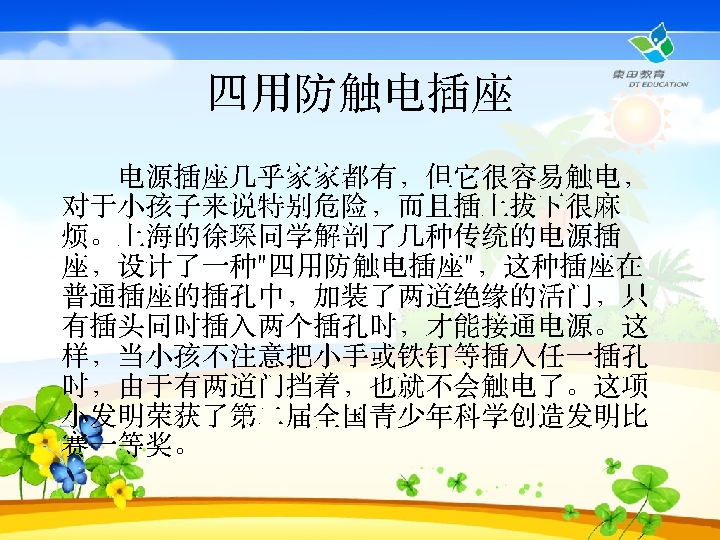 東田教育
DT EDUCATION
四用防触电插座
电源插座几乎家家都有，但它很容易触电，
对于小孩子来说特别危险，而且插上拔下很麻
烦。上海的徐琛同学解剖了几种传统的电源插
座，设计了一种"四用防触电插座"，这种插座在
普通插座的插孔中，加装了两道绝缘的活门，只
有插头同时插入两个插孔时，才能接通电源。这
样，当小孩不注意把小手或铁钉等插入任一插孔
时，由于有两道门挡着，也就不会触电了。这项
小发明荣获了第二届全国青少年科学创造发明比
赛一等奖。